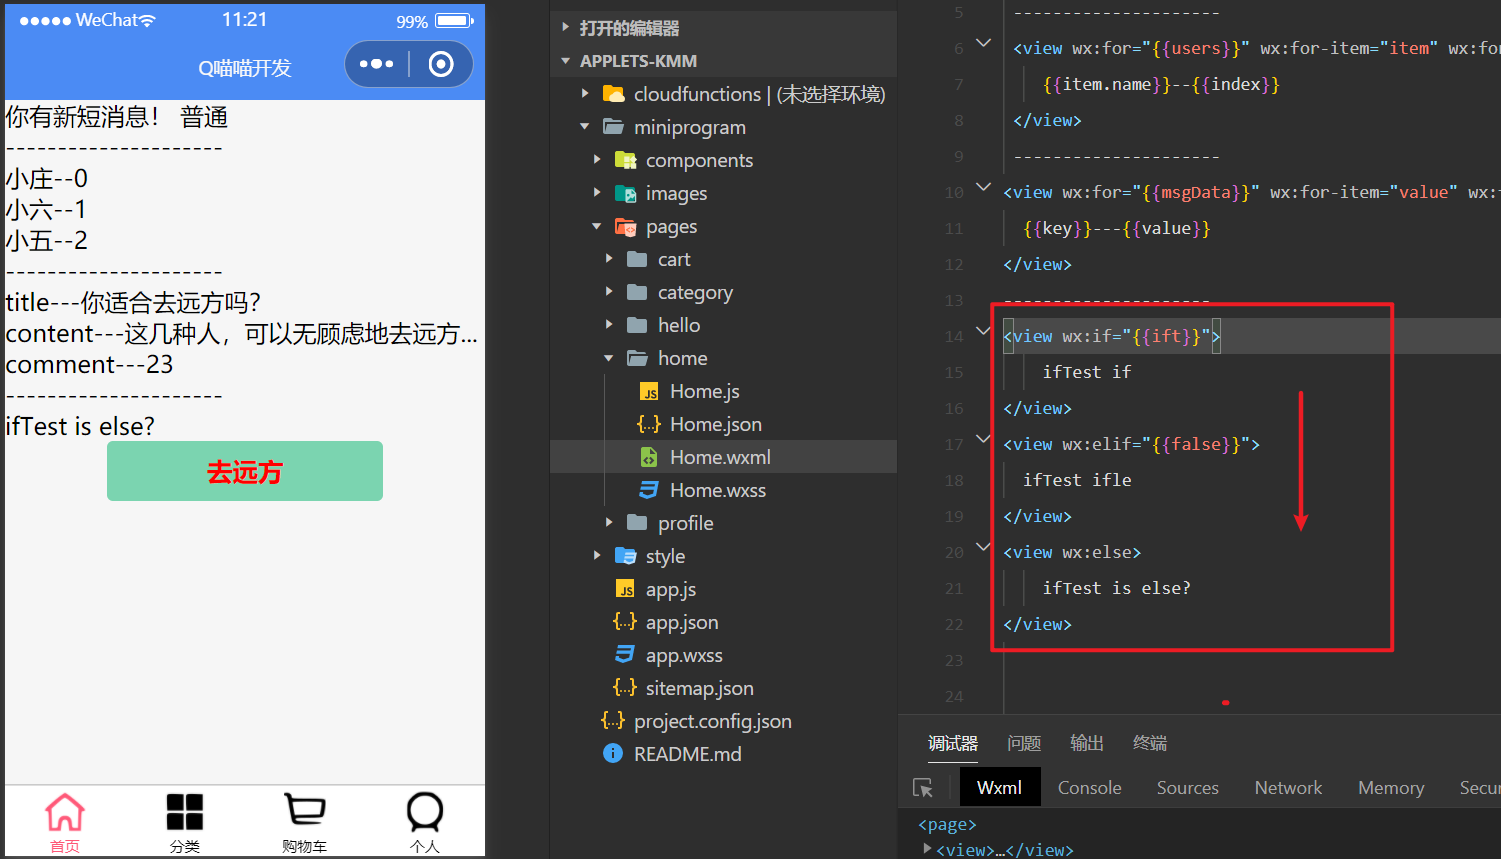 WeChat 11:21 99%
Q喵喵开发
你有新短消息！ 普通
---------------------
小庄--0
小六--1
小五--2
---------------------
title---你适合去远方吗?
content---这几种人，可以无顾虑地去远方...
comment---23
---------------------
ifTest is else?
去远方
首页
分类
购物车
个人
打开的编辑器
APPLETS-KMM
cloudfunctions | (未选择环境)
miniprogram
components
images
pages
cart
category
hello
home
Home.js
Home.json
Home.wxml
Home.wxss
profile
style
app.js
app.json
app.wxss
sitemap.json
project.config.json
README.md
5 ---------------------
6 <view wx:for="{{users}}" wx:for-item="item" wx:fo
7 {{item.name}}--{{index}}
8 </view>
9 ---------------------
10 <view wx:for="{{msgData}}" wx:for-item="value" wx:
11 {{key}}---{{value}}
12 </view>
13 ---------------------
14 <view wx:if="{{ift}}">
15 ifTest if
16 </view>
17 <view wx:elif="{{false}}">
18 ifTest ifle
19 </view>
20 <view wx:else>
21 ifTest is else?
22 </view>
23
24
调试器 问题 输出 终端
Wxml Console Sources Network Memory Secur
<page>
<view>…</view>